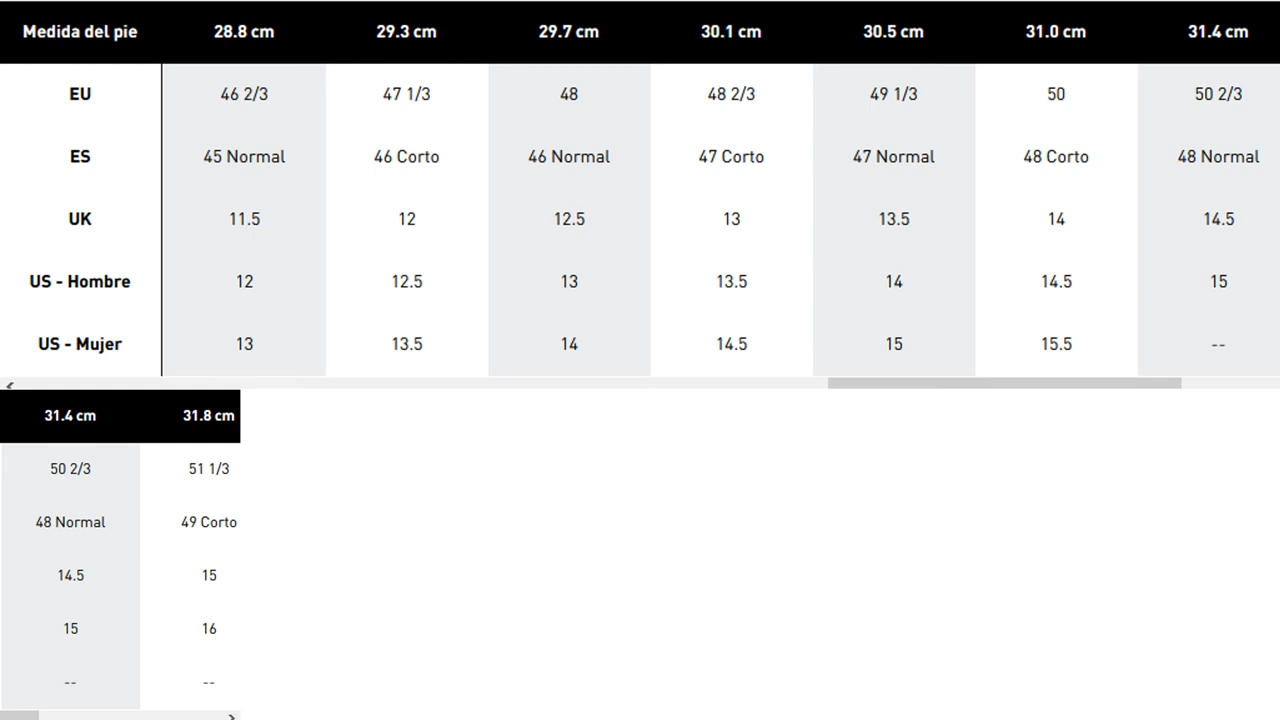 Medida del pie 28.8 cm 29.3 cm 29.7 cm 30.1 cm 30.5 cm 31.0 cm 31.4 cm
EU 46 2/3 47 1/3 48 48 2/3 49 1/3 50 50 2/3
ES 45 Normal 46 Corto 46 Normal 47 Corto 47 Normal 48 Corto 48 Normal
UK 11.5 12 12.5 13 13.5 14 14.5
US - Hombre 12 12.5 13 13.5 14 14.5 15
US - Mujer 13 13.5 14 14.5 15 15.5 --
31.4 cm 31.8 cm
50 2/3 51 1/3
48 Normal 49 Corto
14.5 15
15 16
-- --